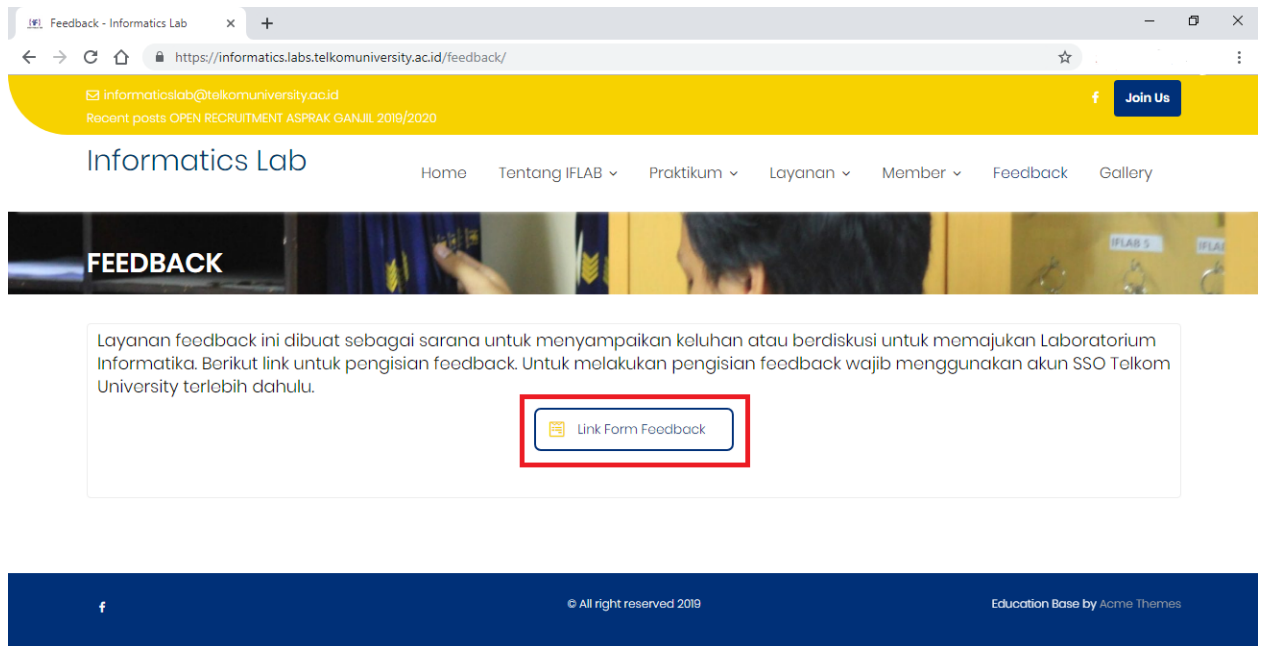 Feedback - Informatics Lab
https://informatics.labs.telkomuniversity.ac.id/feedback/
informaticslab@telkomuniversity.ac.id
Join Us
Recent posts OPEN RECRUITMENT ASPRAK GANJIL 2019/2020
Informatics Lab
Home Tentang IFLAB Praktikum Layanan Member Feedback Gallery
FEEDBACK
IFLAB S
Layanan feedback ini dibuat sebagai sarana untuk menyampaikan keluhan atau berdiskusi untuk memajukan Laboratorium
Informatika. Berikut link untuk pengisian feedback. Untuk melakukan pengisian feedback wajib menggunakan akun SSO Telkom
University terlebih dahulu.
Link Form Feedback
© All right reserved 2019
Education Base by Acme Themes